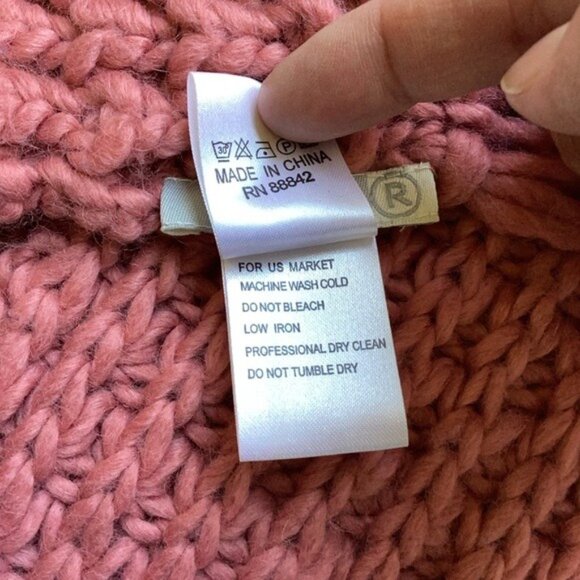 30°
MADE IN CHINA
RN 88842
R
FOR US MARKET
MACHINE WASH COLD
DO NOT BLEACH
LOW IRON
PROFESSIONAL DRY CLEAN
DO NOT TUMBLE DRY